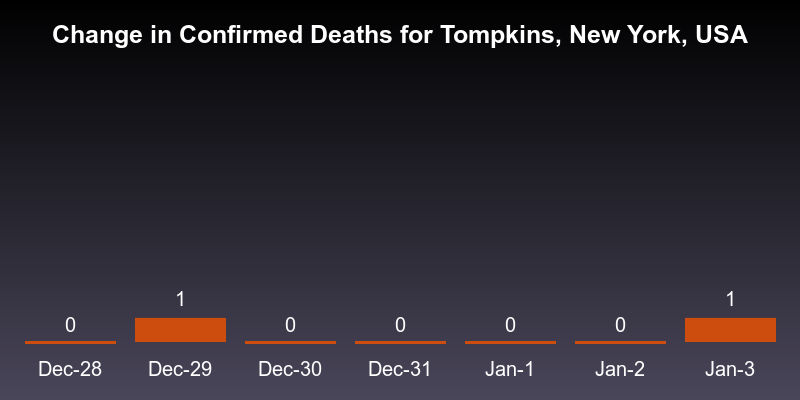 Change in Confirmed Deaths for Tompkins, New York, USA
0 1 0 0 0 0 1
Dec-28 Dec-29 Dec-30 Dec-31 Jan-1 Jan-2 Jan-3